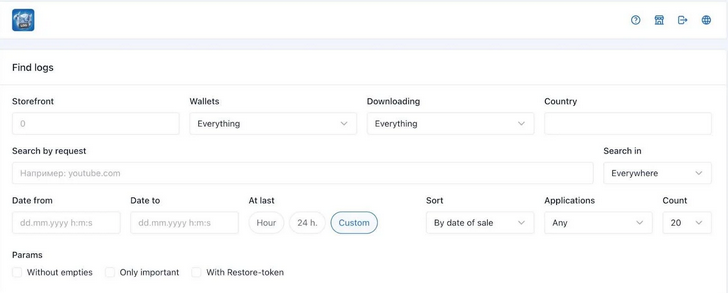 Find logs
Storefront Wallets Downloading Country
0 Everything Everything
Search by request Search in
Например: youtube.com Everywhere
Date from Date to At last Sort Applications Count
dd.mm.yyyy h:m:s dd.mm.yyyy h:m:s Hour 24 h. Custom By date of sale Any 20
Params
Without empties Only important With Restore-token